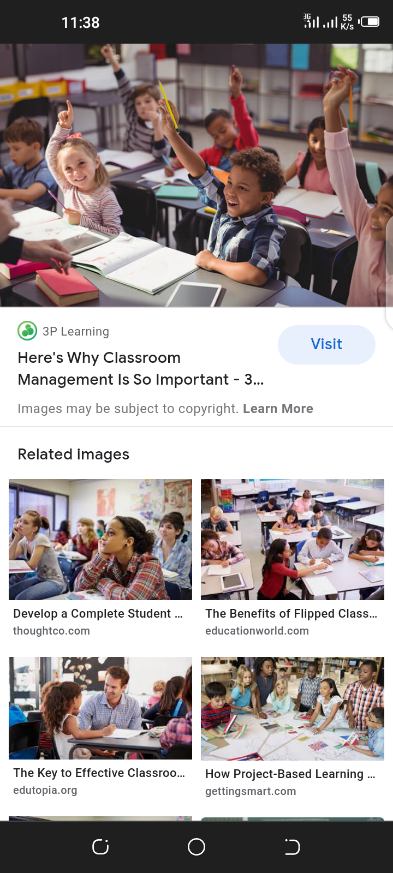 11:38
3G
55
K/s
3P Learning
Here's Why Classroom
Management Is So Important - 3...
Visit
Images may be subject to copyright. Learn More
Related images
Develop a Complete Student ...
thoughtco.com
The Benefits of Flipped Class...
educationworld.com
The Key to Effective Classroo...
edutopia.org
How Project-Based Learning ...
gettingsmart.com